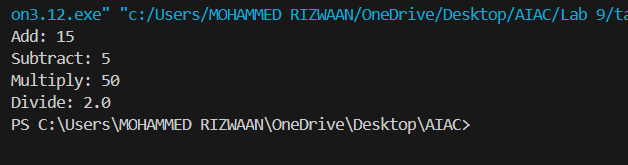 on3.12.exe" "c:/Users/MOHAMMED RIZWAAN/OneDrive/Desktop/AIAC/Lab 9/ta
Add: 15
Subtract: 5
Multiply: 50
Divide: 2.0
PS C:\Users\MOHAMMED RIZWAAN\OneDrive\Desktop\AIAC>